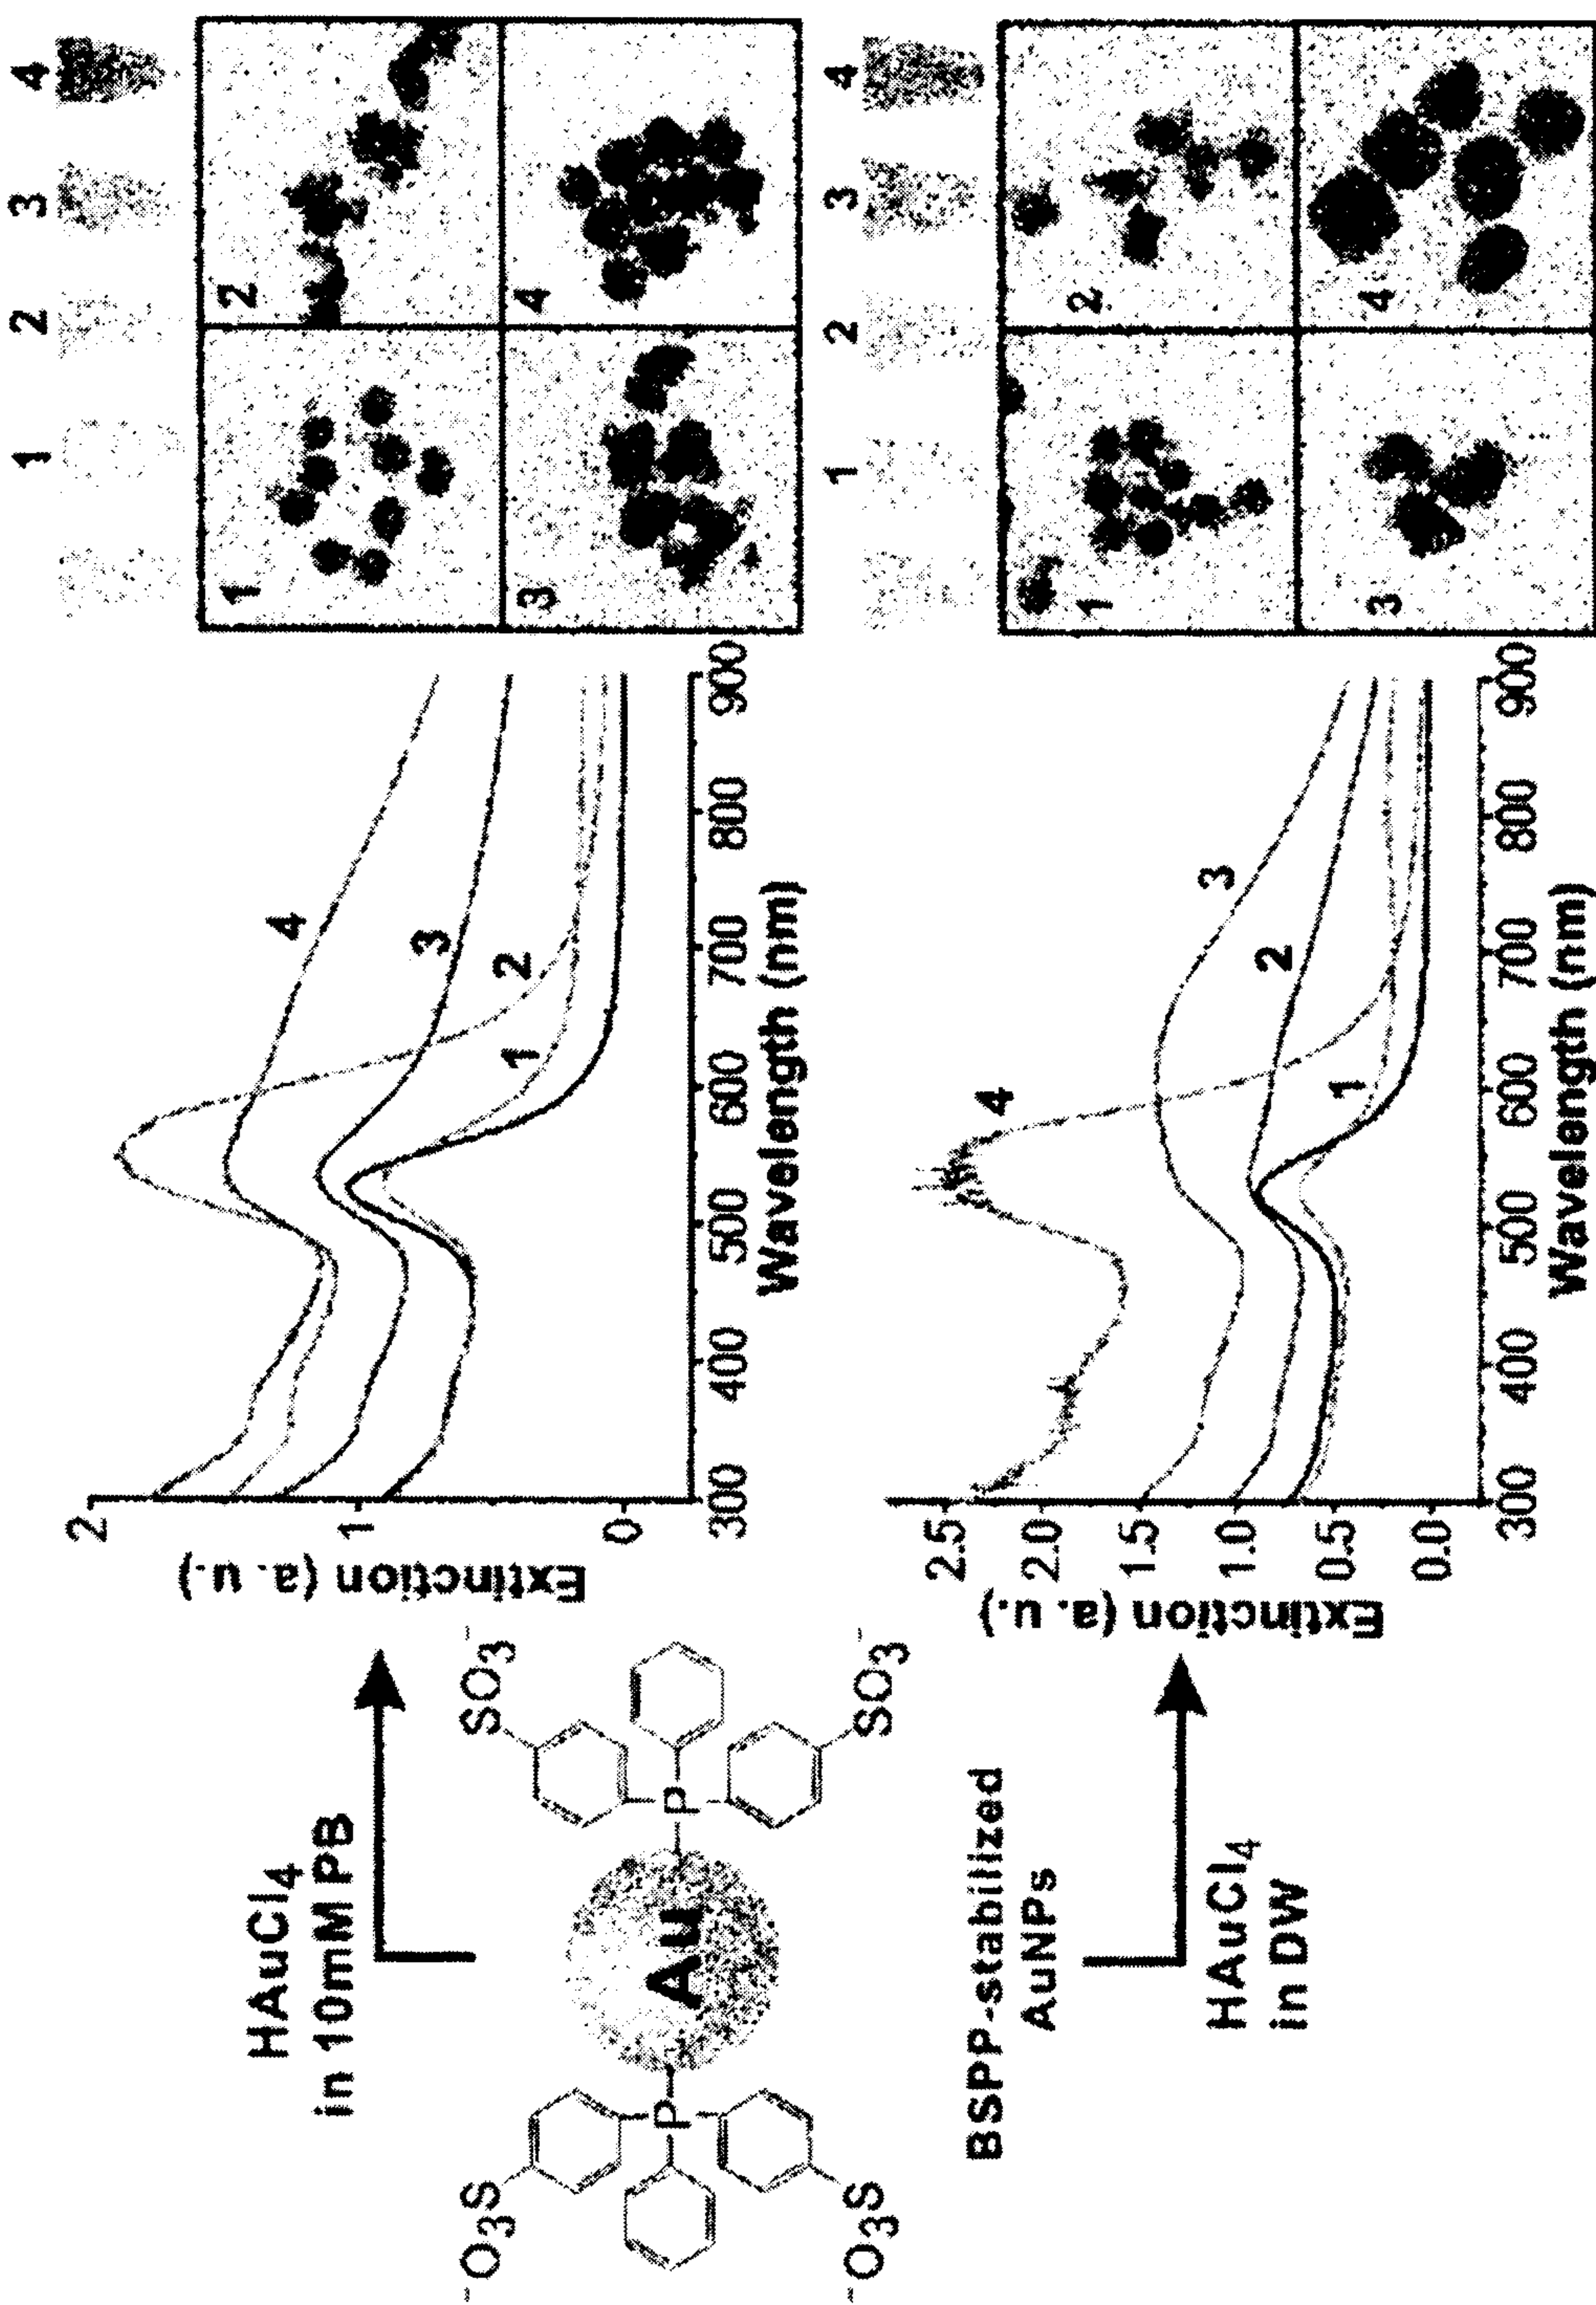 HAuCl4
in 10mM PB
-O3S
SO3-
P
Au
P
-O3S
SO3-
BSPP-stabilized
AuNPs
HAuCl4
in DW
Extinction (a. u.)
2
1
0
300 400 500 600 700 800 900
Wavelength (nm)
1
2
3
4
1 2 3 4
1
2
3
4
Extinction (a. u.)
2.5
2.0
1.5
1.0
0.5
0.0
300 400 500 600 700 800 900
Wavelength (nm)
4
1
2
3
1 2 3 4
1
2
3
4